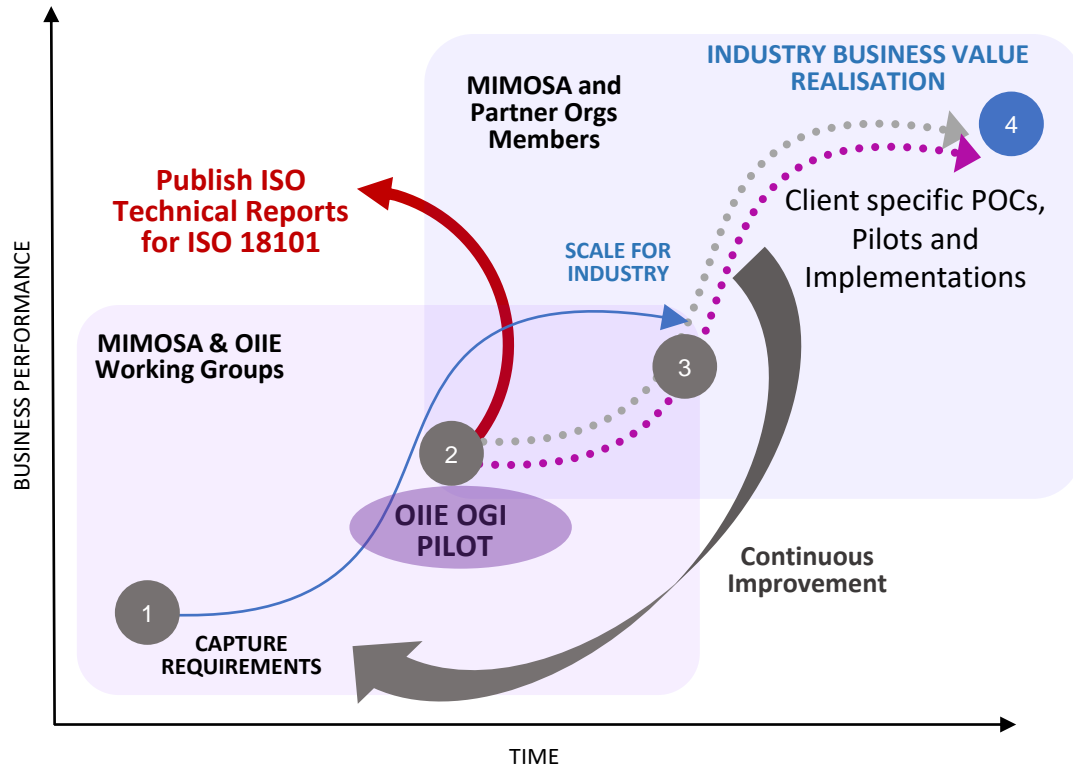 INDUSTRY BUSINESS VALUE
REALISATION
MIMOSA and
Partner Orgs
Members
4
Publish ISO
Technical Reports
for ISO 18101
Client specific POCs,
Pilots and
Implementations
SCALE FOR
INDUSTRY
MIMOSA & OIIE
Working Groups
3
2
OIIE OGI
PILOT
Continuous
Improvement
1
CAPTURE
REQUIREMENTS
BUSINESS PERFORMANCE
TIME